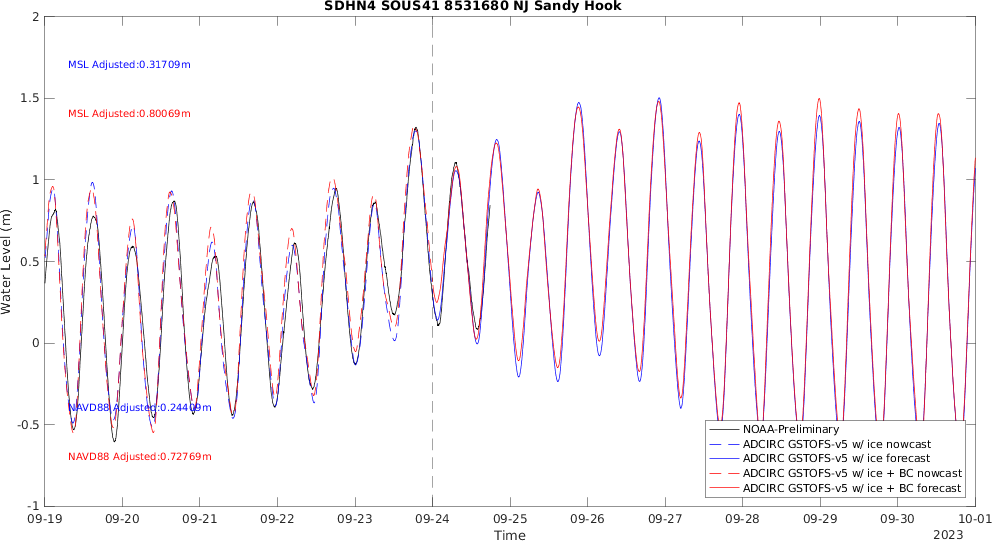 SDHN4 SOUS41 8531680 NJ Sandy Hook
2
1.5
1
0.5
0
-0.5
-1
Water Level (m)
MSL Adjusted:0.31709m
MSL Adjusted:0.80069m
NAVD88 Adjusted:0.24409m
NAVD88 Adjusted:0.72769m
NOAA-Preliminary
ADCIRC GSTOFS-v5 w/ ice nowcast
ADCIRC GSTOFS-v5 w/ ice forecast
ADCIRC GSTOFS-v5 w/ ice + BC nowcast
ADCIRC GSTOFS-v5 w/ ice + BC forecast
09-19 09-20 09-21 09-22 09-23 09-24 09-25 09-26 09-27 09-28 09-29 09-30 10-01
Time
2023